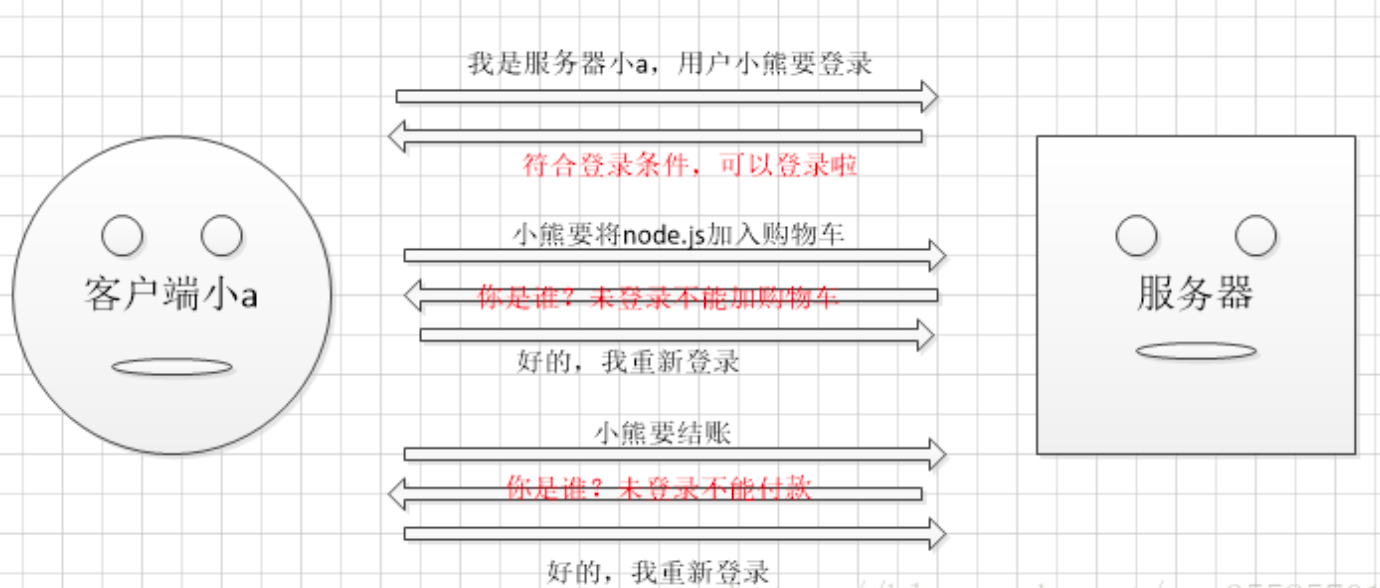 我是服务器小a，用户小熊要登录
符合登录条件，可以登录啦
小熊要将node.js加入购物车
客户端小a
服务器
你是谁？未登录不能加购物车
好的，我重新登录
小熊要结账
你是谁？未登录不能付款
好的，我重新登录